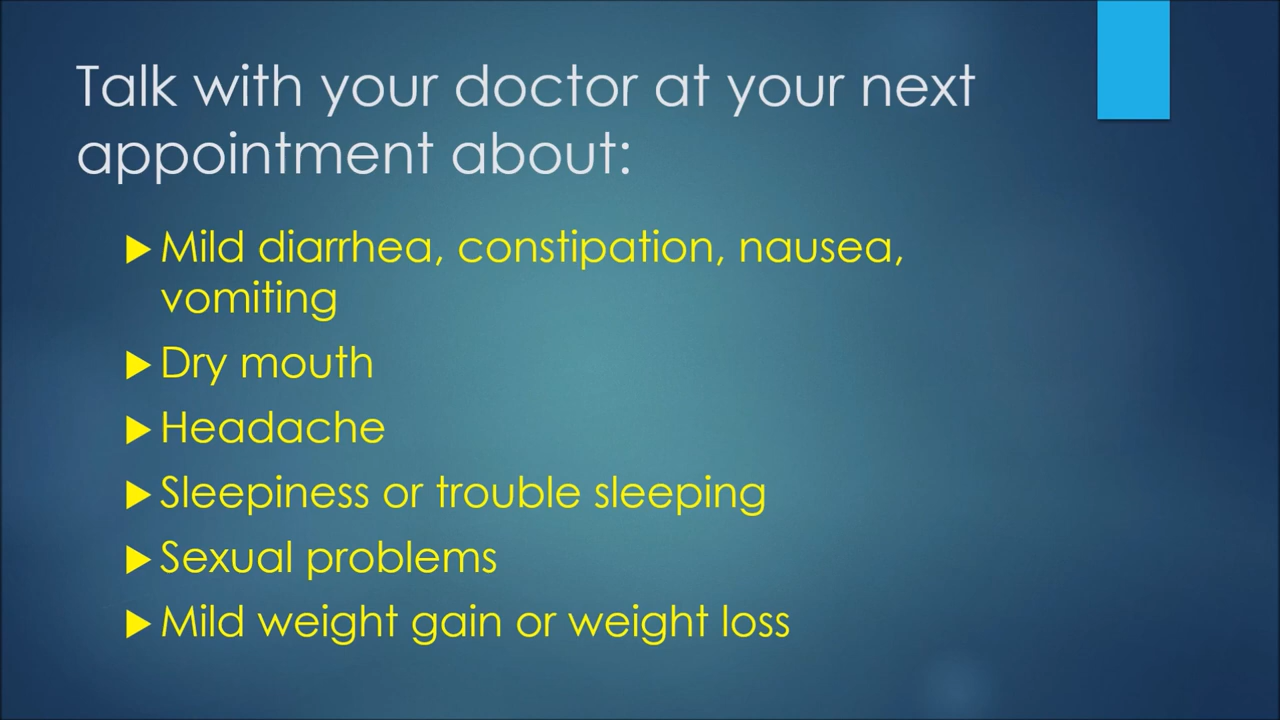 Talk with your doctor at your next
appointment about:
Mild diarrhea, constipation, nausea,
vomiting
Dry mouth
Headache
Sleepiness or trouble sleeping
Sexual problems
Mild weight gain or weight loss